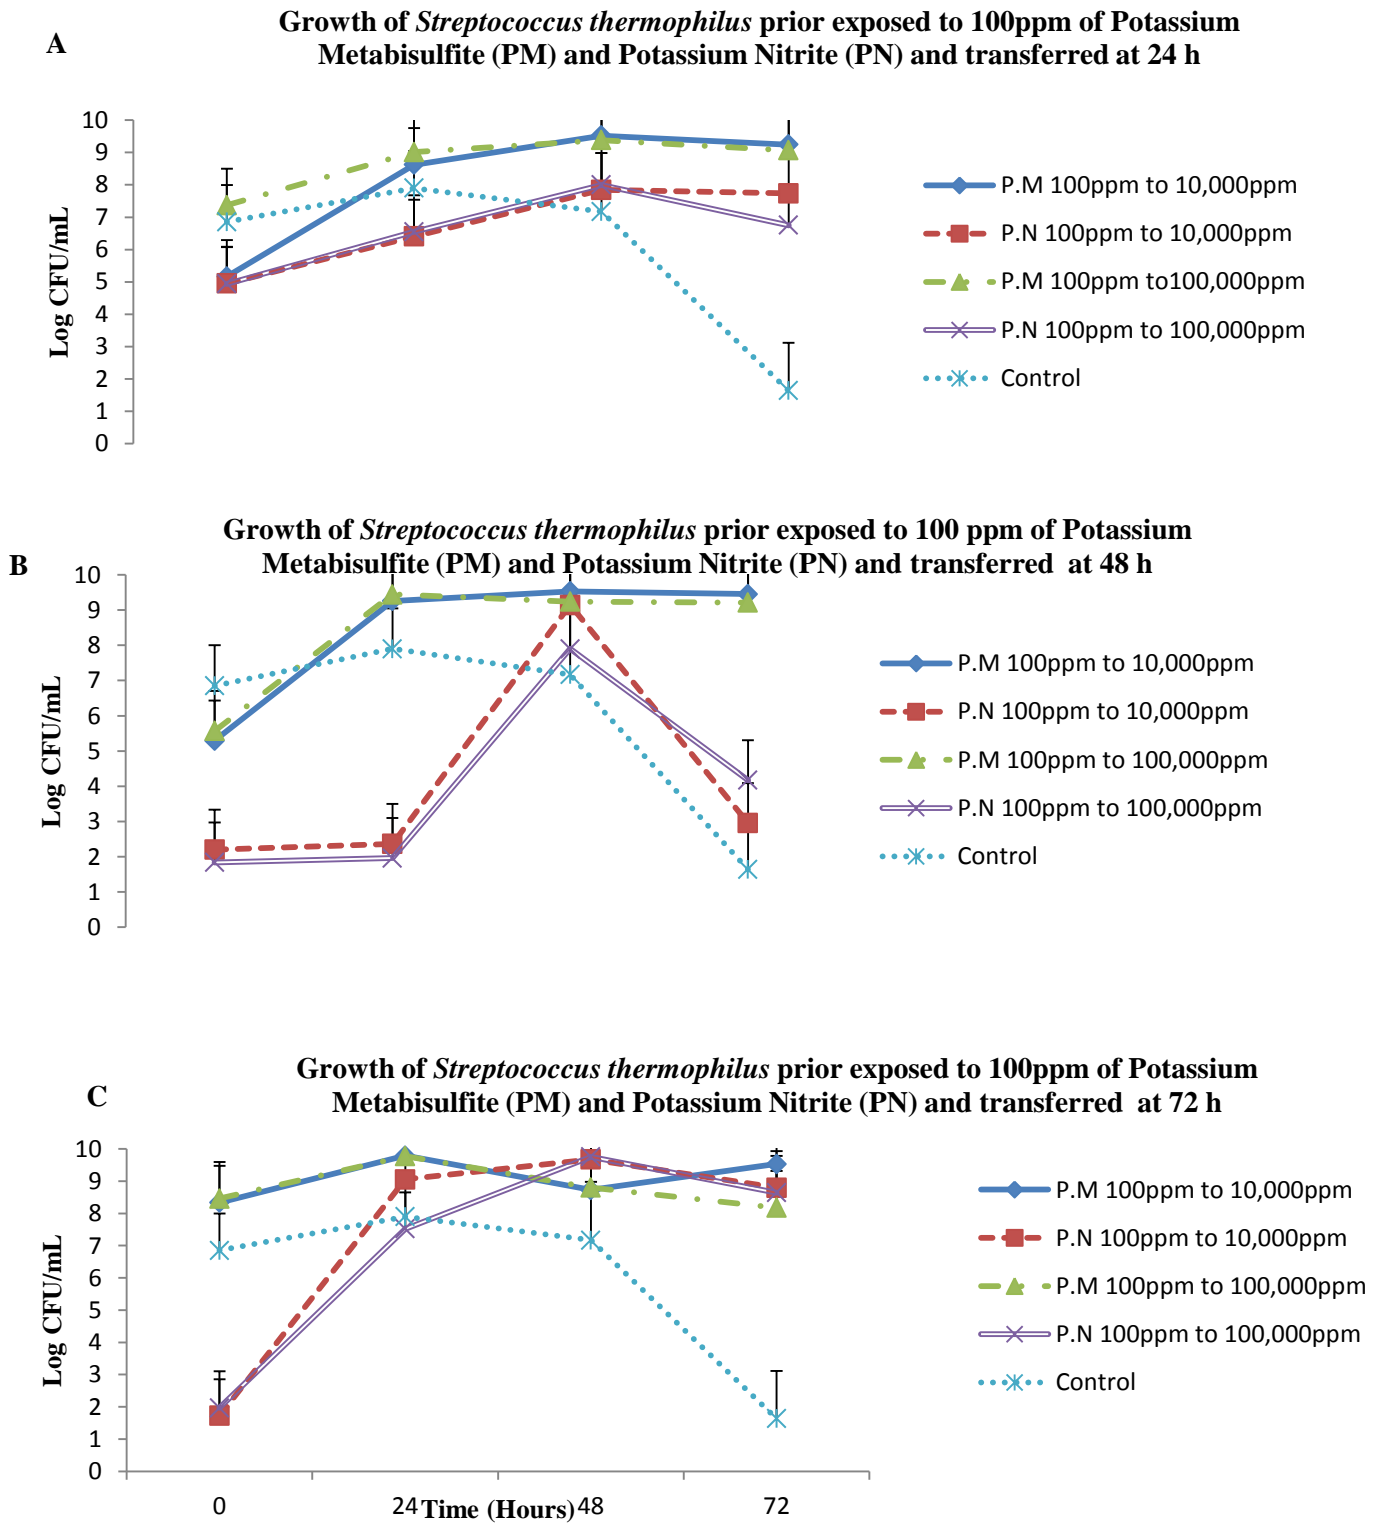 A
Growth of Streptococcus thermophilus prior exposed to 100ppm of Potassium
Metabisulfite (PM) and Potassium Nitrite (PN) and transferred at 24 h
10
9
8
7
6
5
4
3
2
1
0
Log CFU/mL
P.M 100ppm to 10,000ppm
P.N 100ppm to 10,000ppm
P.M 100ppm to100,000ppm
P.N 100ppm to 100,000ppm
Control
B
Growth of Streptococcus thermophilus prior exposed to 100 ppm of Potassium
Metabisulfite (PM) and Potassium Nitrite (PN) and transferred at 48 h
10
9
8
7
6
5
4
3
2
1
0
Log CFU/mL
P.M 100ppm to 10,000ppm
P.N 100ppm to 10,000ppm
P.M 100ppm to 100,000ppm
P.N 100ppm to 100,000ppm
Control
C
Growth of Streptococcus thermophilus prior exposed to 100ppm of Potassium
Metabisulfite (PM) and Potassium Nitrite (PN) and transferred at 72 h
10
9
8
7
6
5
4
3
2
1
0
Log CFU/mL
P.M 100ppm to 10,000ppm
P.N 100ppm to 10,000ppm
P.M 100ppm to 100,000ppm
P.N 100ppm to 100,000ppm
Control
0 24 Time (Hours) 48 72